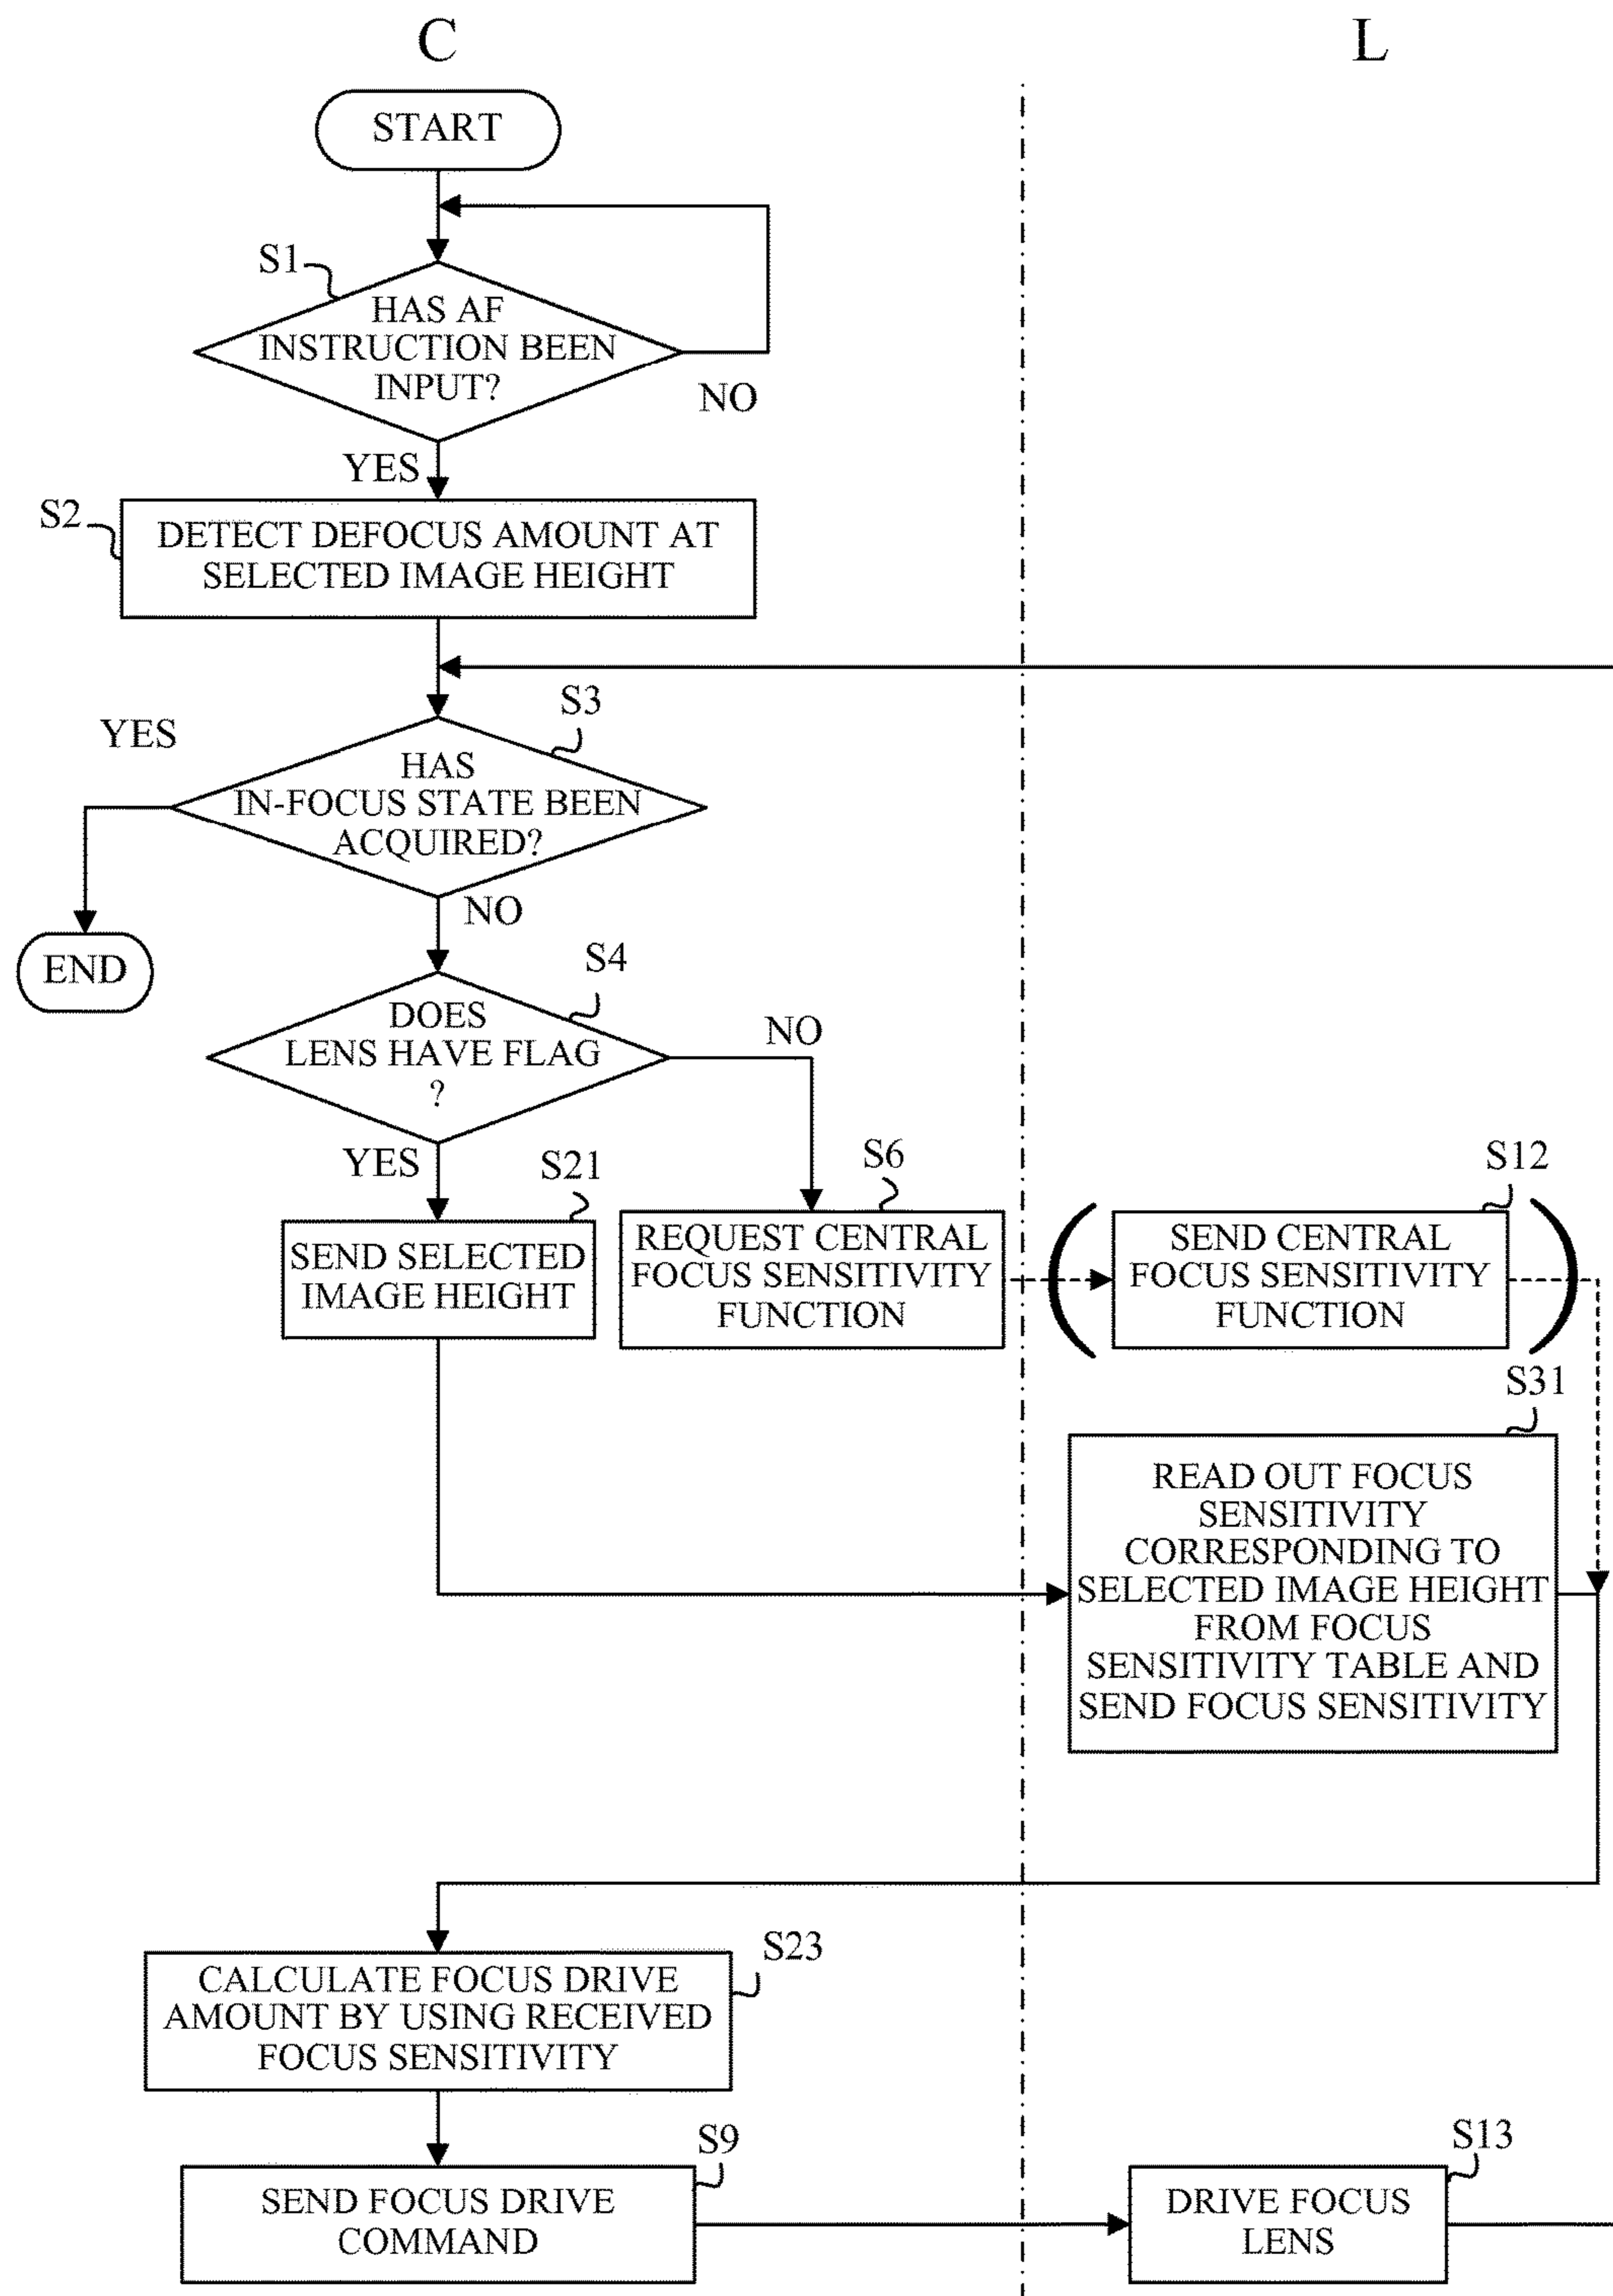 C
L
START
S1
HAS AF
INSTRUCTION BEEN
INPUT?
NO
YES
S2
DETECT DEFOCUS AMOUNT AT
SELECTED IMAGE HEIGHT
S3
YES
HAS
IN-FOCUS STATE BEEN
ACQUIRED?
NO
END
S4
DOES
LENS HAVE FLAG
?
NO
YES
S21
SEND SELECTED
IMAGE HEIGHT
S6
REQUEST CENTRAL
FOCUS SENSITIVITY
FUNCTION
S12
( SEND CENTRAL
FOCUS SENSITIVITY
FUNCTION )
S31
READ OUT FOCUS
SENSITIVITY
CORRESPONDING TO
SELECTED IMAGE HEIGHT
FROM FOCUS
SENSITIVITY TABLE AND
SEND FOCUS SENSITIVITY
S23
CALCULATE FOCUS DRIVE
AMOUNT BY USING RECEIVED
FOCUS SENSITIVITY
S9
SEND FOCUS DRIVE
COMMAND
S13
DRIVE FOCUS
LENS